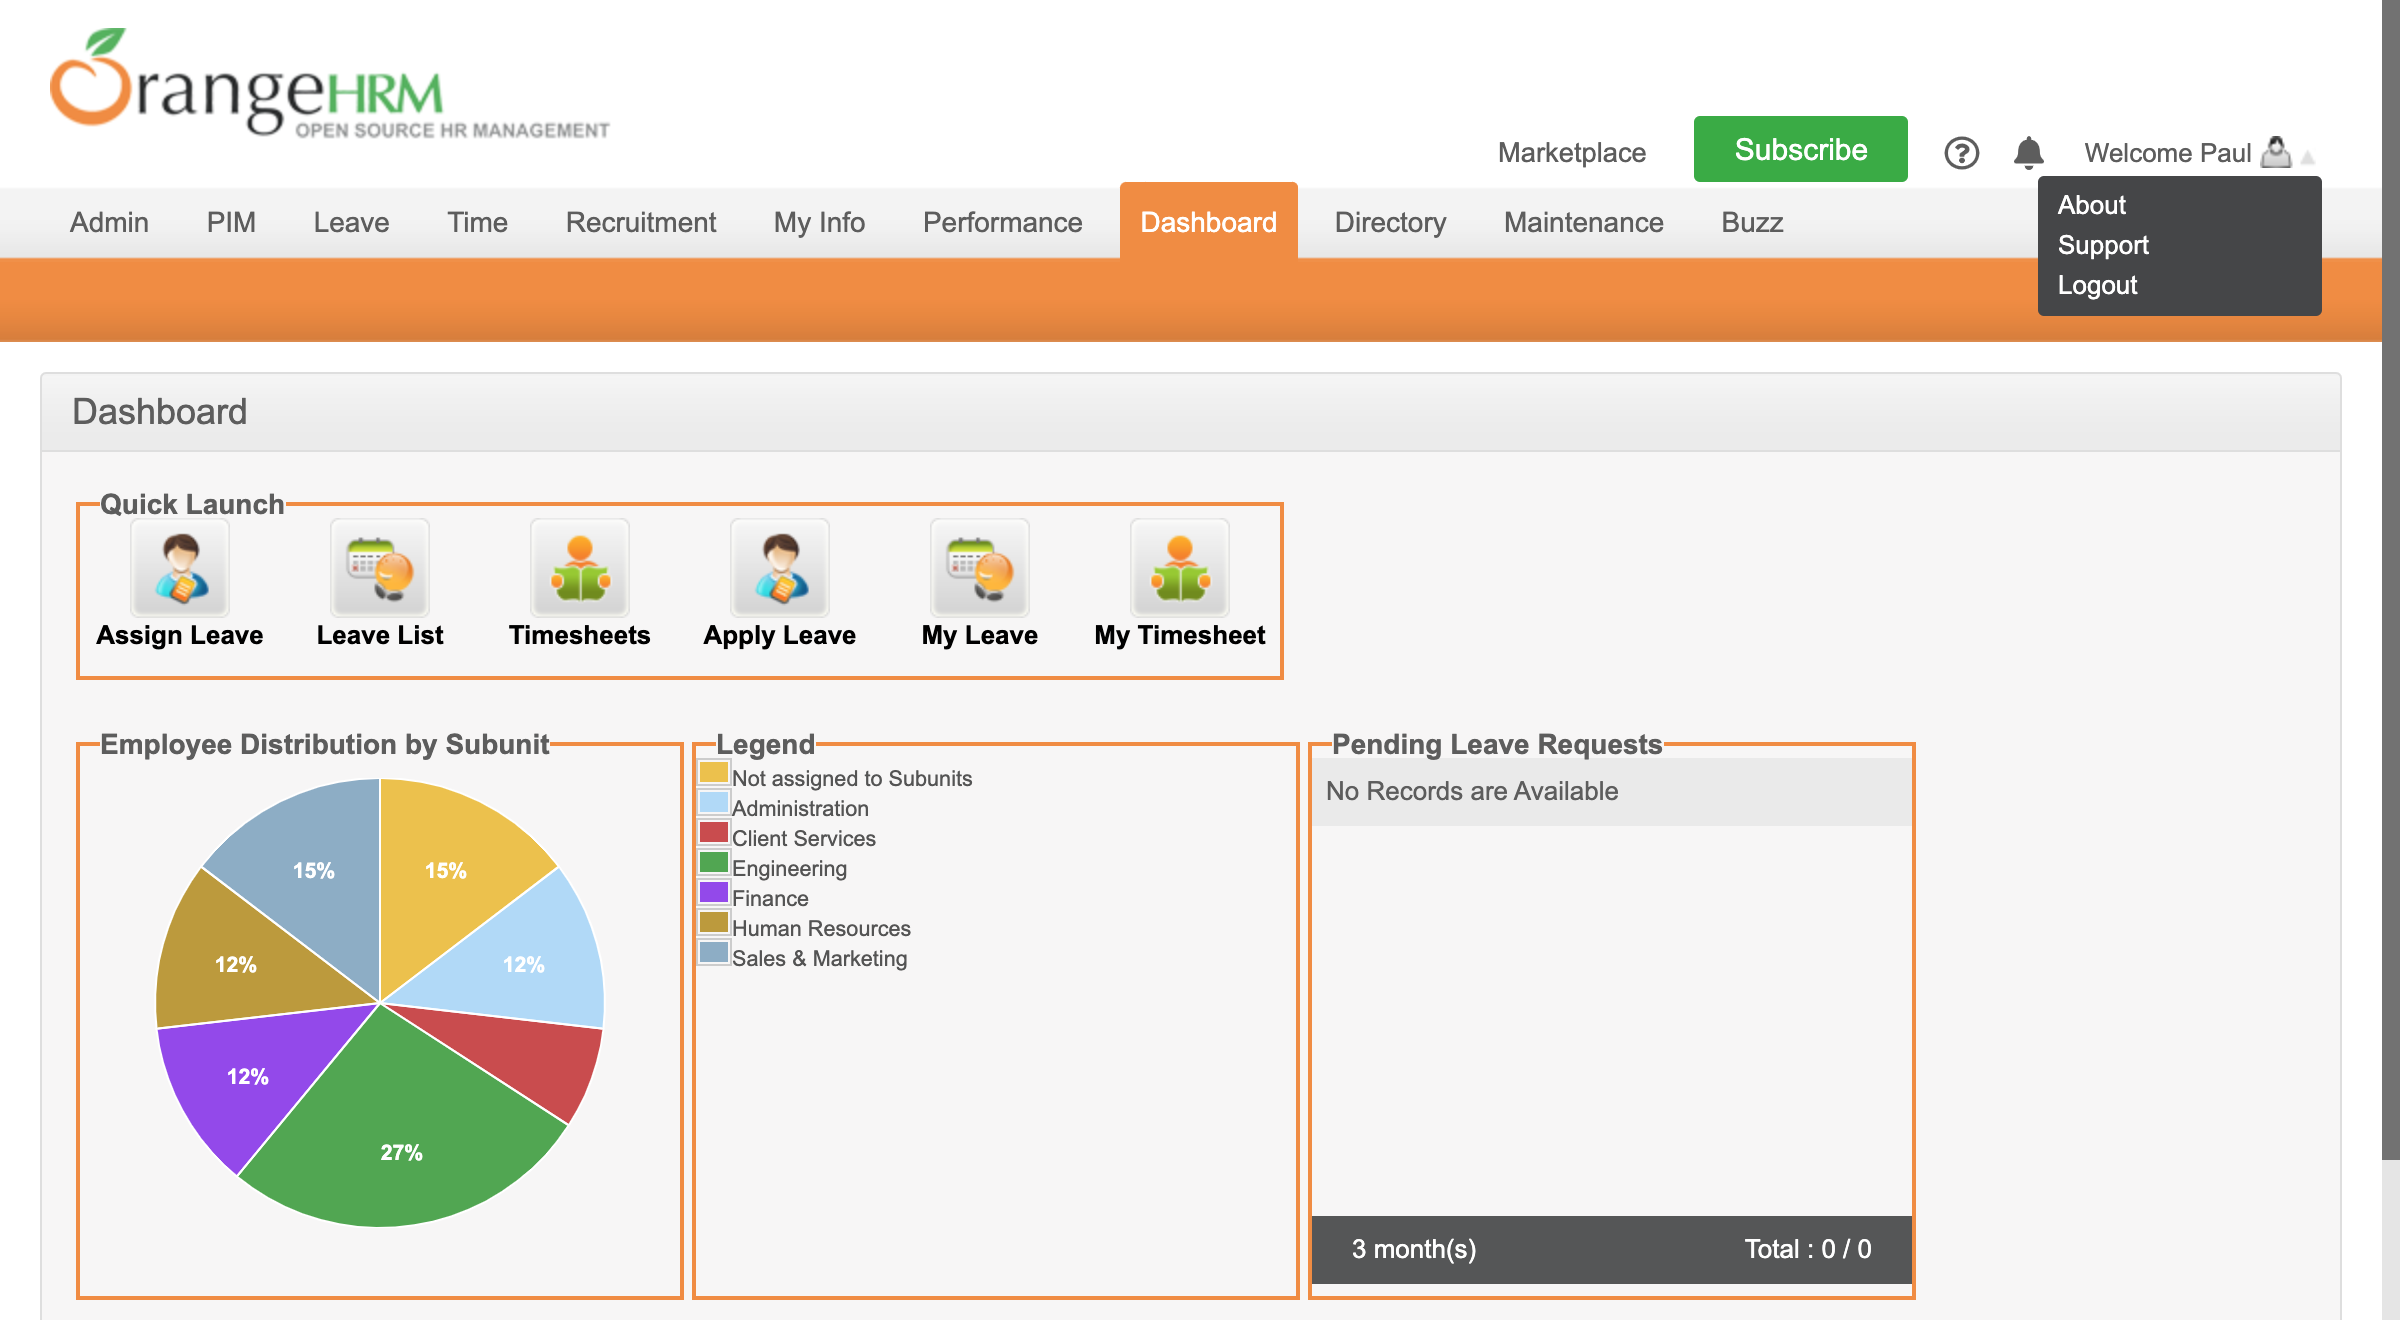 OrangeHRM
OPEN SOURCE HR MANAGEMENT
Marketplace
Subscribe
?
Welcome Paul
About
Support
Logout
Admin PIM Leave Time Recruitment My Info Performance Dashboard Directory Maintenance Buzz
Dashboard
Quick Launch
Assign Leave Leave List Timesheets Apply Leave My Leave My Timesheet
Employee Distribution by Subunit
15% 15%
12% 12%
12%
27%
Legend
Not assigned to Subunits
Administration
Client Services
Engineering
Finance
Human Resources
Sales & Marketing
Pending Leave Requests
No Records are Available
3 month(s) Total : 0 / 0